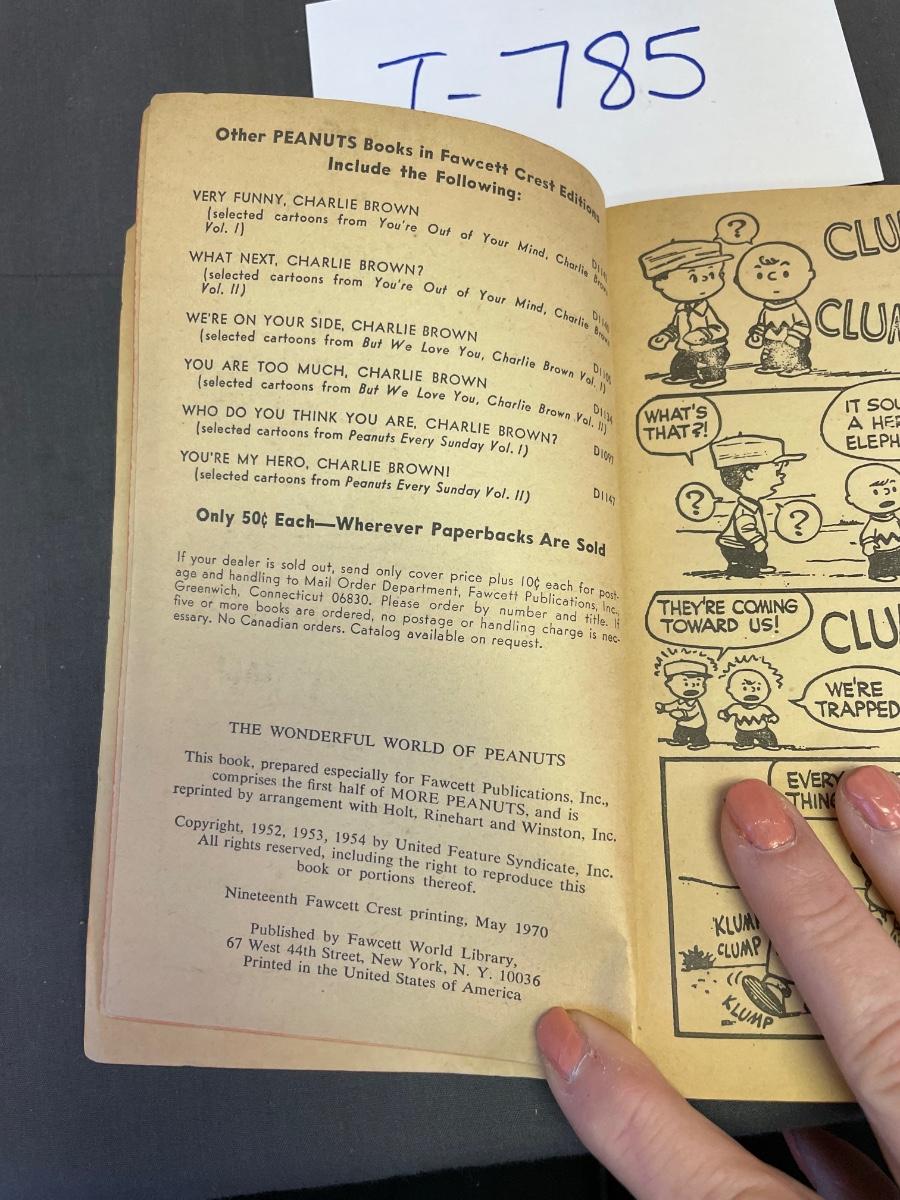 T-785
Other PEANUTS Books in Fawcett Crest Editions
Include the Following:
VERY FUNNY, CHARLIE BROWN
(selected cartoons from You're Out of Your Mind, Charlie Brown
Vol. I)
WHAT NEXT, CHARLIE BROWN?
(selected cartoons from You're Out of Your Mind, Charlie Brown
Vol. II)
WE'RE ON YOUR SIDE, CHARLIE BROWN
(selected cartoons from But We Love You, Charlie Brown Vol. I)
YOU ARE TOO MUCH, CHARLIE BROWN D1134
(selected cartoons from But We Love You, Charlie Brown Vol. II)
WHO DO YOU THINK YOU ARE, CHARLIE BROWN? D1097
(selected cartoons from Peanuts Every Sunday Vol. I)
YOU'RE MY HERO, CHARLIE BROWN! D1147
(selected cartoons from Peanuts Every Sunday Vol. II)
Only 50¢ Each—Wherever Paperbacks Are Sold
If your dealer is sold out, send only cover price plus 10¢ each for post-
age and handling to Mail Order Department, Fawcett Publications, Inc.,
Greenwich, Connecticut 06830. Please order by number and title. If
five or more books are ordered, no postage or handling charge is nec-
essary. No Canadian orders. Catalog available on request.
THE WONDERFUL WORLD OF PEANUTS
This book, prepared especially for Fawcett Publications, Inc.,
comprises the first half of MORE PEANUTS, and is
reprinted by arrangement with Holt, Rinehart and Winston, Inc.
Copyright, 1952, 1953, 1954 by United Feature Syndicate, Inc.
All rights reserved, including the right to reproduce this
book or portions thereof.
Nineteenth Fawcett Crest printing, May 1970
Published by Fawcett World Library,
67 West 44th Street, New York, N. Y. 10036
Printed in the United States of America
?
CLU
CLUM
WHAT'S
THAT?!
IT SOU
A HER
ELEPH
?
?
THEY'RE COMING
TOWARD US!
CLU
WE'RE
TRAPPED
EVERY
THING
KLUMP
CLUMP
KLUMP